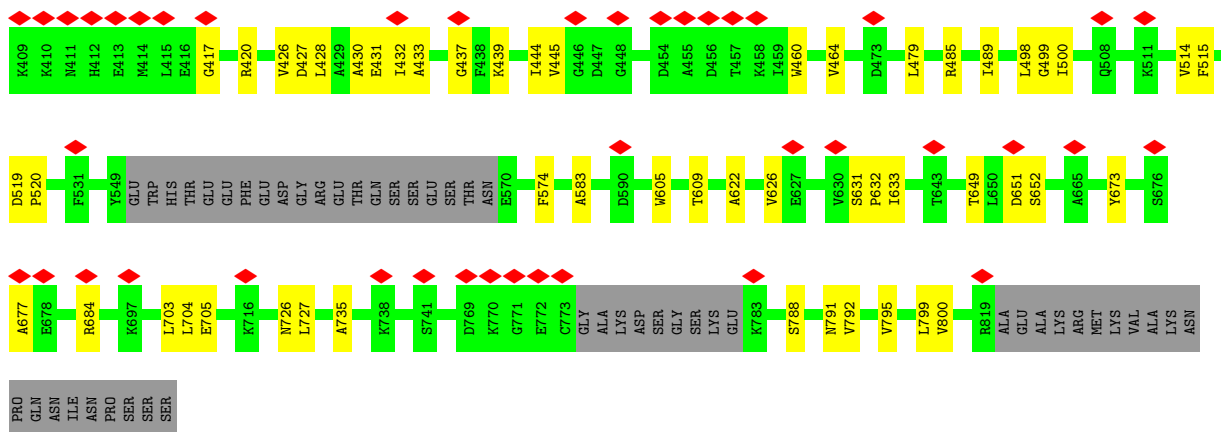 K409 K410 N411 H412 E413 M414 L415 E416 G417 R420 V426 D427 L428 A429 A430 E431 I432 A433 G437 F438 K439 I444 V445 G446 D447 G448 D454 A455 D456 T457 K458 I459 W460 V464 D473 L479 R485 I489 L498 G499 I500 Q508 K511 V514 F515
D519 P520 F531 Y549 GLU TRP HIS THR GLU GLU PHE GLU ASP GLY ARG GLU THR GLN SER SER GLU SER THR ASN E570 F574 A583 D590 W605 T609 A622 V626 E627 V630 S631 P632 I633 T643 T649 L650 D651 S652 A665 Y673 S676
A677 E678 R684 K697 L703 L704 E705 K716 N726 L727 A735 K738 S741 D769 K770 G771 E772 C773 GLY ALA LYS ASP SER GLY SER LYS GLU K783 S788 N791 V792 V795 L799 V800 R819 ALA GLU ALA LYS ARG MET LYS VAL ALA LYS ASN
PRO GLN ASN ILE ASN PRO SER SER SER